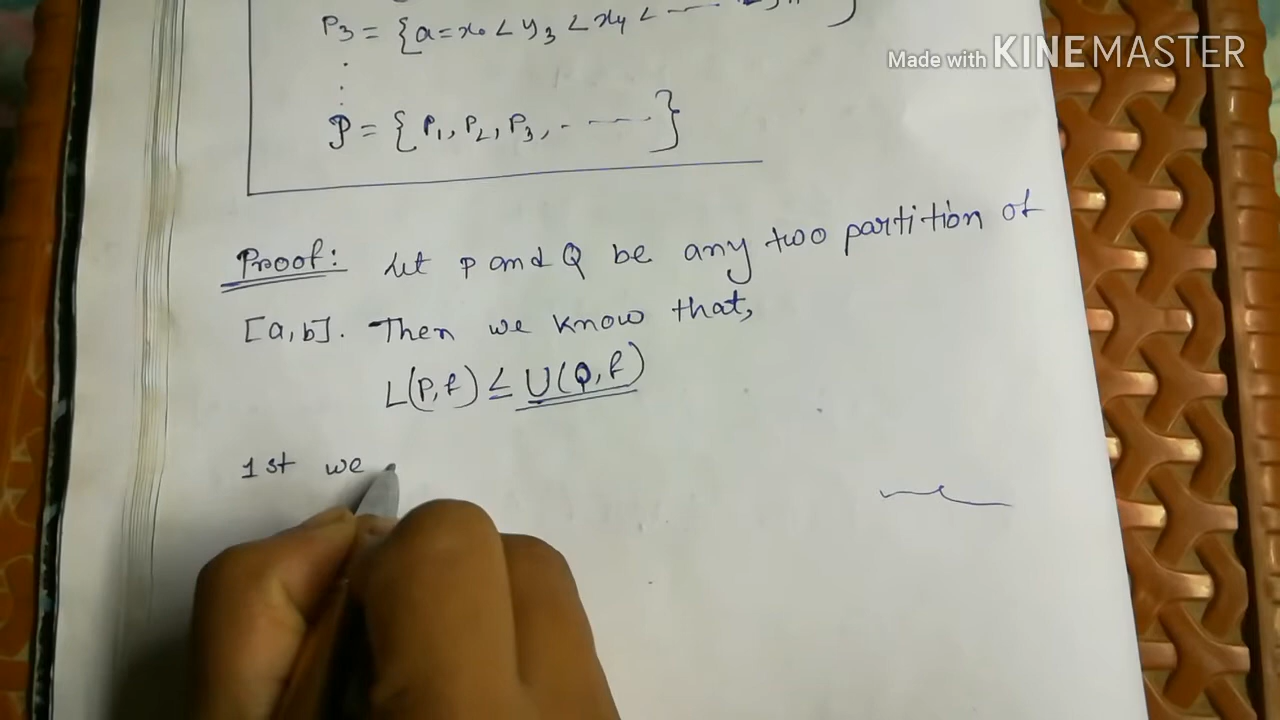 P3 = {a = x0 < y3 < x4 < —
Made with KINEMASTER
P = { P1, P2, P3, - — }
Proof: Let P and Q be any two partition of
[a,b]. Then we know that,
L(P,f) ≤ U(Q,f)
1st we